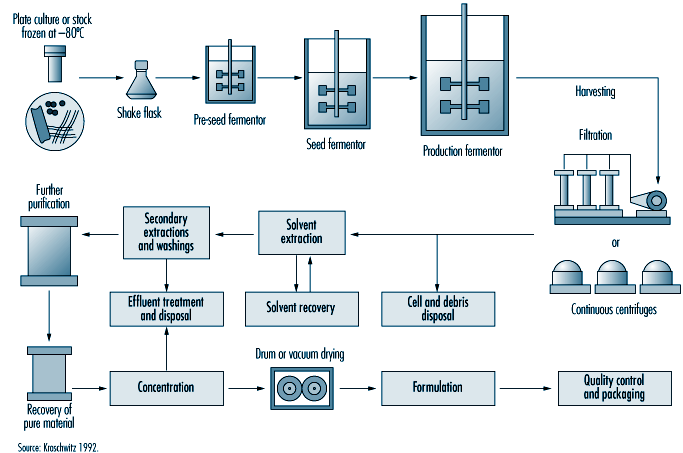 Plate culture or stock
frozen at –80ºC
Shake flask
Pre-seed fermentor
Seed fermentor
Production fermentor
Harvesting
Filtration
or
Continuous centrifuges
Further
purification
Secondary
extractions
and washings
Solvent
extraction
Effluent treatment
and disposal
Solvent recovery
Cell and debris
disposal
Recovery of
pure material
Concentration
Drum or vacuum drying
Formulation
Quality control
and packaging
Source: Kroschwitz 1992.